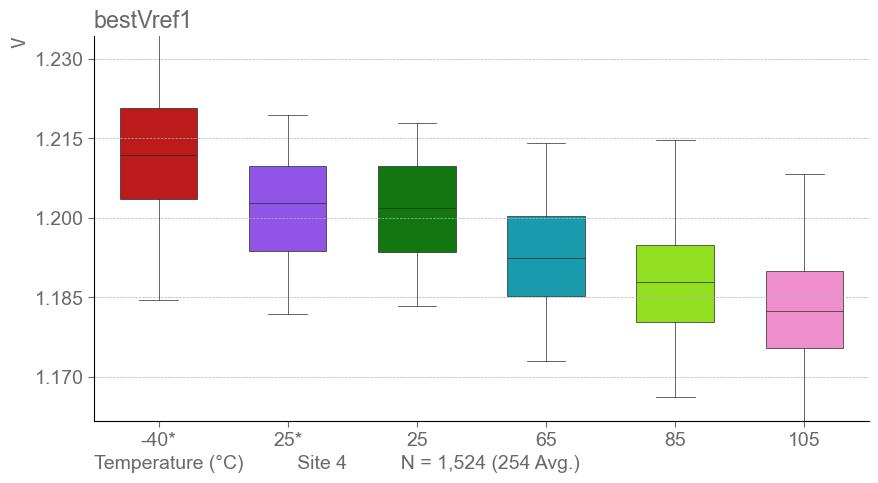 bestVref1
V
1.230
1.215
1.200
1.185
1.170
-40* 25* 25 65 85 105
Temperature (°C) Site 4 N = 1,524 (254 Avg.)